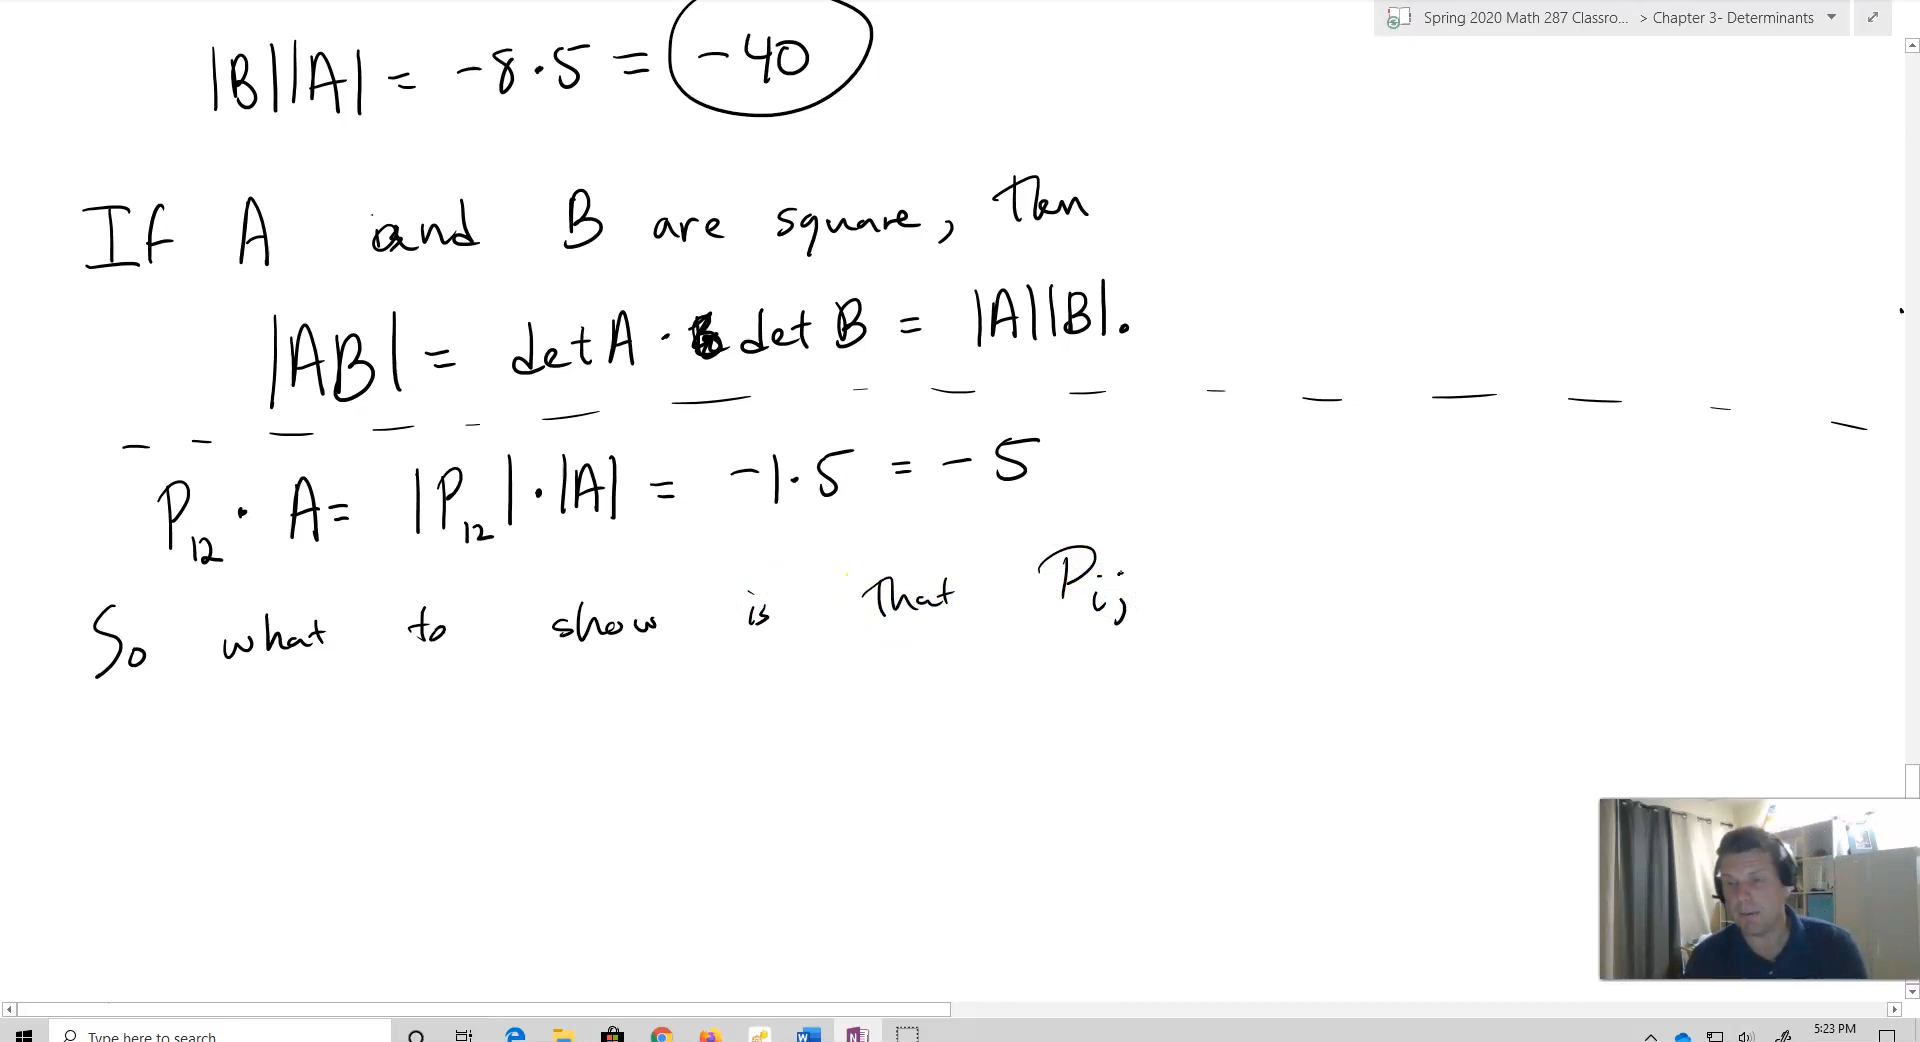 Spring 2020 Math 287 Classro... > Chapter 3- Determinants
|B||A| = -8·5 = -40
If A and B are square, then
|AB| = det A · det B = |A||B|.
P₁₂ · A = |P₁₂| · |A| = -1·5 = -5
So what to show is that Pᵢⱼ
Type here to search
5:23 PM